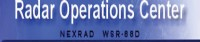 Radar Operations Center
NEXRAD WSR-88D